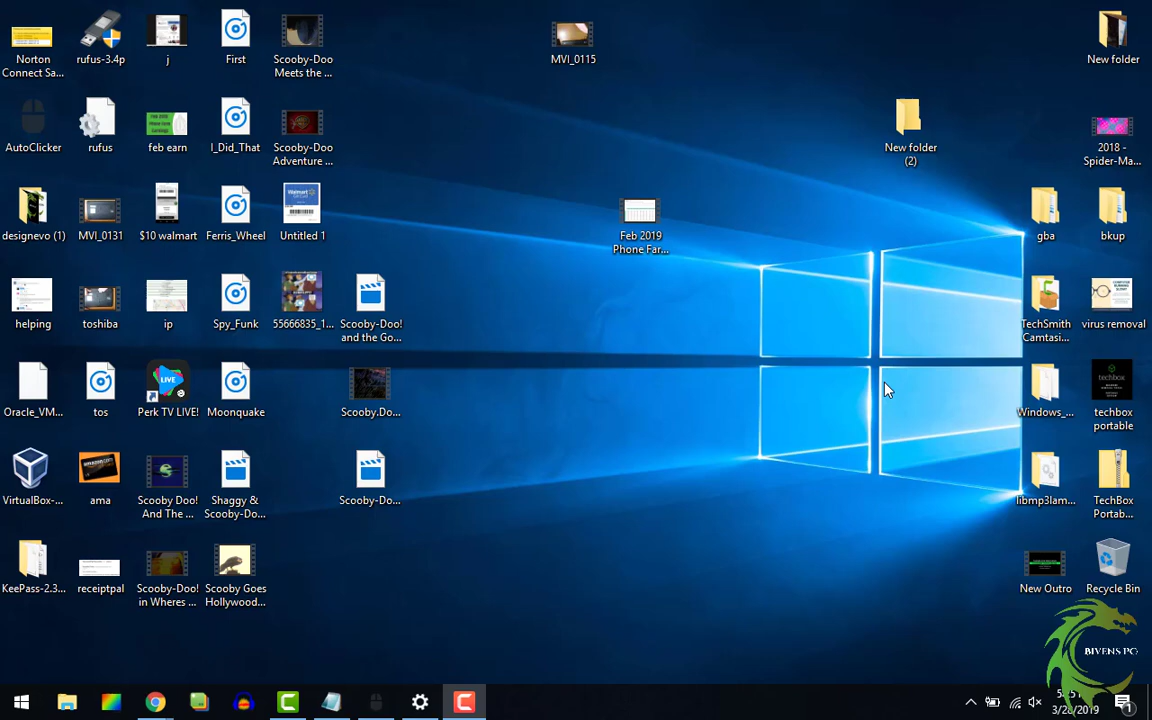 Norton
Connect Sa...
rufus-3.4p
j
First
Scooby-Doo
Meets the ...
MVI_0115
New folder
AutoClicker
rufus
feb earn
I_Did_That
Scooby-Doo
Adventure ...
New folder
(2)
2018 -
Spider-Ma...
designevo (1)
MVI_0131
$10 walmart
Ferris_Wheel
Untitled 1
Feb 2019
Phone Far...
gba
bkup
helping
toshiba
ip
Spy_Funk
55666835_1...
Scooby-Doo!
and the Go...
TechSmith
Camtasi...
virus removal
Oracle_VM...
tos
LIVE
Perk TV LIVE!
Moonquake
Scooby.Do...
Windows_...
techbox
techbox
portable
VirtualBox-...
ama
Scooby Doo!
And The ...
Shaggy &
Scooby-Do...
Scooby-Do...
libmp3lam...
TechBox
Portab...
KeePass-2.3...
receiptpal
Scooby-Doo!
in Wheres ...
Scooby Goes
Hollywood...
New Outro
Recycle Bin
BIVENS PC
3/28/2019
1